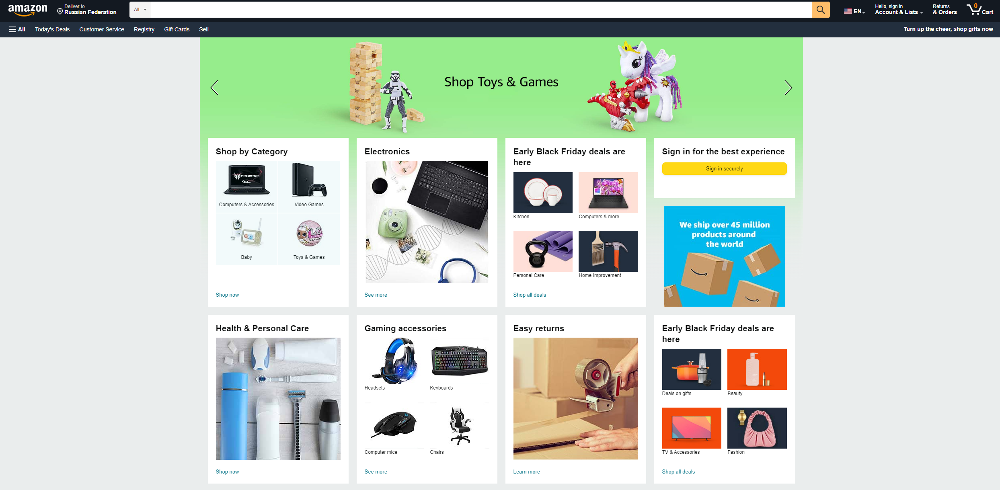 amazon
Deliver to
Russian Federation
All
EN
Hello, sign in
Account & Lists
Returns
& Orders
0
Cart
All
Today's Deals
Customer Service
Registry
Gift Cards
Sell
Turn up the cheer, shop gifts now
Shop Toys & Games
Shop by Category
PREDATOR
Computers & Accessories
Video Games
Baby
Toys & Games
Shop now
Electronics
See more
Early Black Friday deals are
here
Kitchen
Computers & more
Personal Care
Home Improvement
Shop all deals
Sign in for the best experience
Sign in securely
We ship over 45 million
products around
the world
Health & Personal Care
Shop now
Gaming accessories
Headsets
Keyboards
Computer mice
Chairs
See more
Easy returns
Learn more
Early Black Friday deals are
here
Deals on gifts
Beauty
TV & Accessories
Fashion
Shop all deals